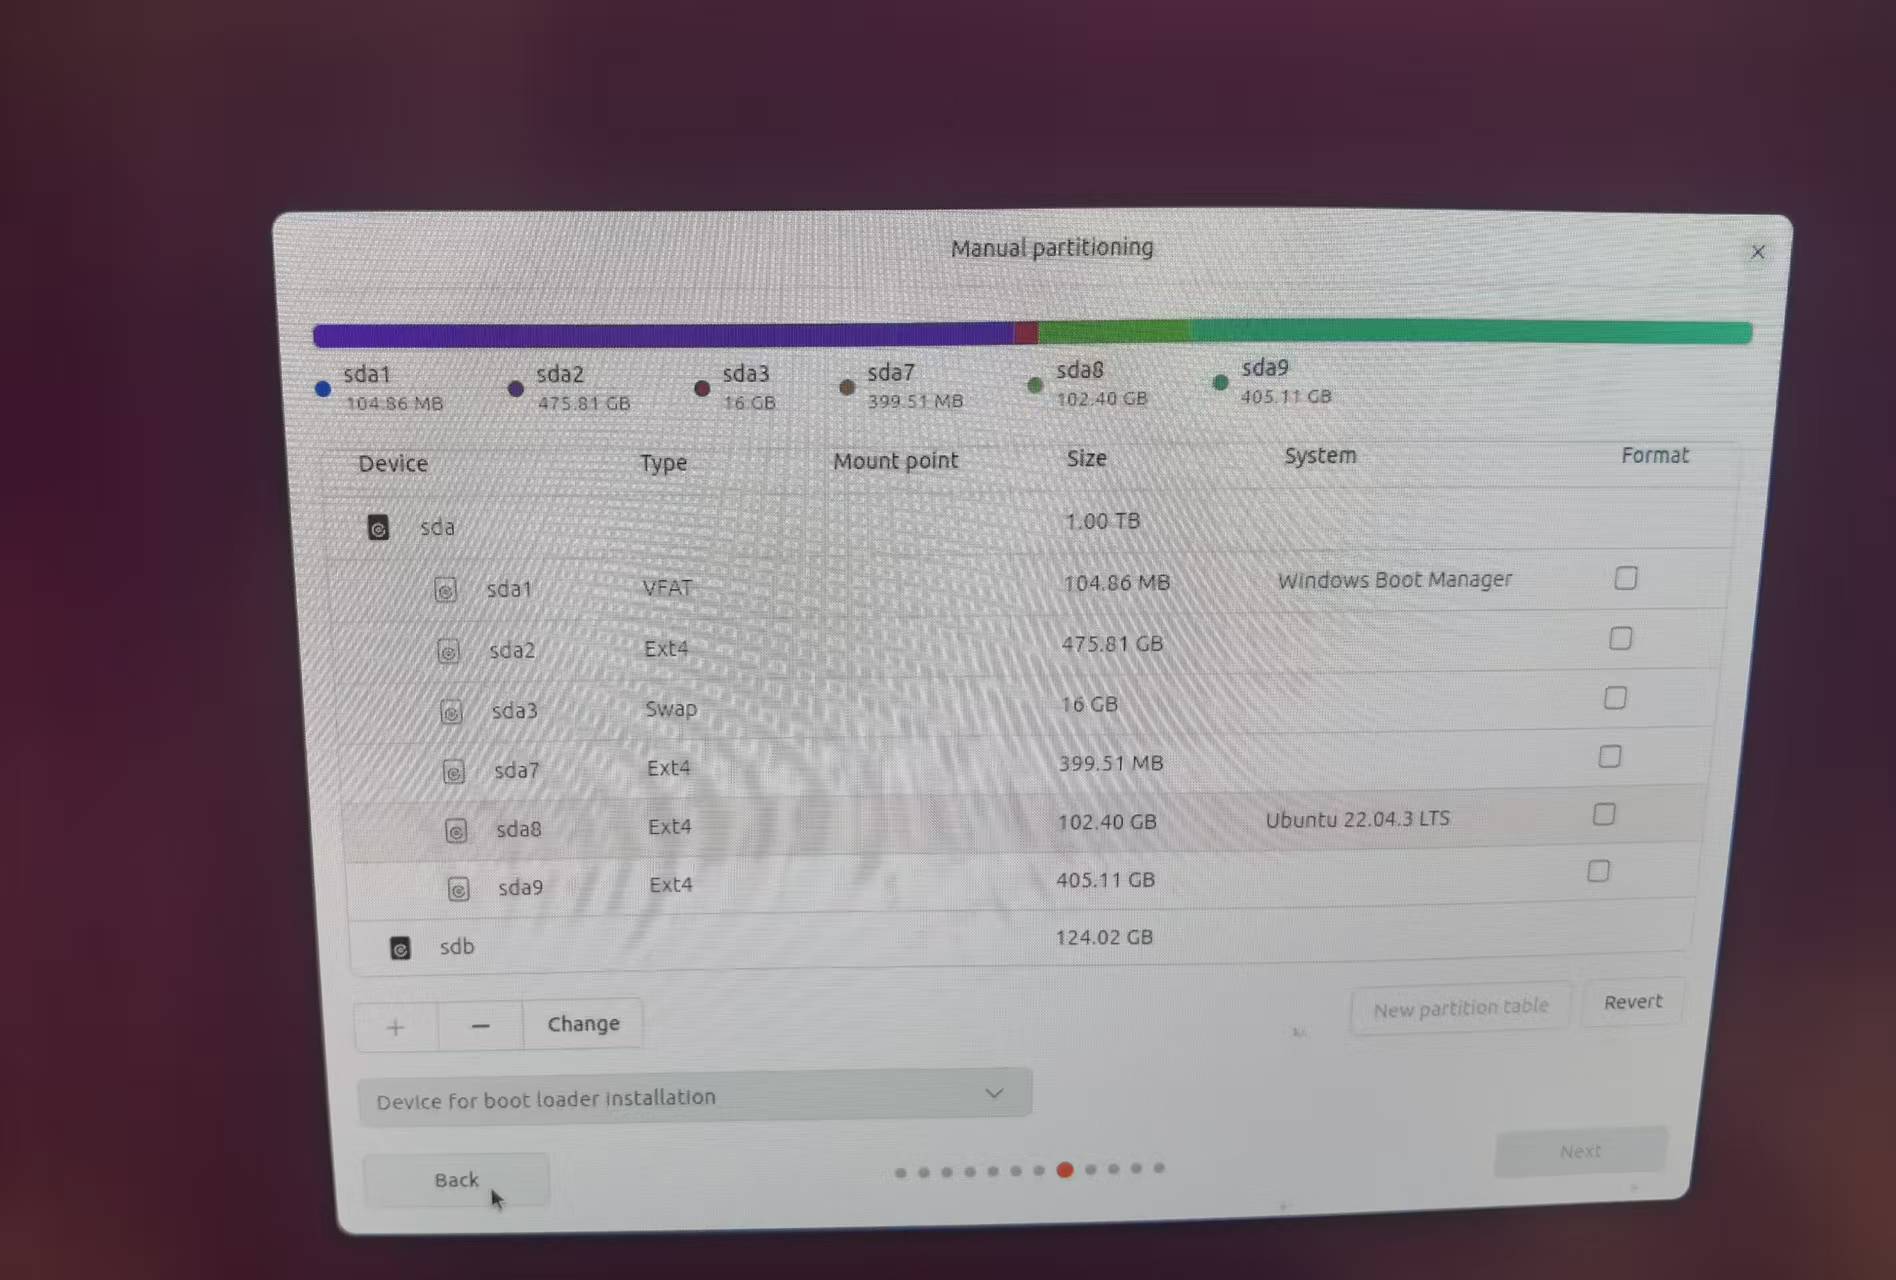 Manual partitioning
sda1 sda2 sda3 sda7 sda8 sda9
104.86 MB 475.81 GB 16 GB 399.51 MB 102.40 GB 405.11 GB
Device Type Mount point Size System Format
sda 1.00 TB
sda1 VFAT 104.86 MB Windows Boot Manager
sda2 Ext4 475.81 GB
sda3 Swap 16 GB
sda7 Ext4 399.51 MB
sda8 Ext4 102.40 GB Ubuntu 22.04.3 LTS
sda9 Ext4 405.11 GB
sdb 124.02 GB
+ − Change New partition table Revert
Device for boot loader installation
Back Next